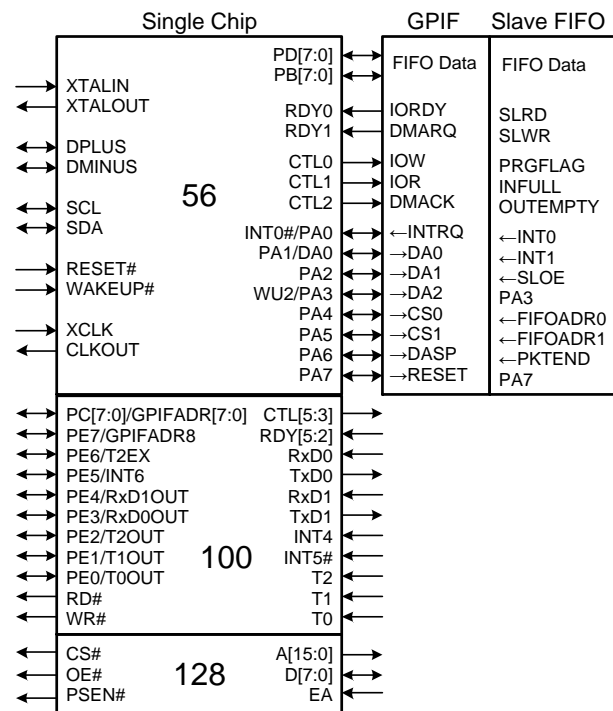 Single Chip GPIF Slave FIFO
PD[7:0] FIFO Data FIFO Data
PB[7:0]
XTALIN
XTALOUT RDY0 IORDY SLRD
RDY1 DMARQ SLWR
DPLUS
DMINUS CTL0 IOW PRGFLAG
56 CTL1 IOR INFULL
SCL CTL2 DMACK OUTEMPTY
SDA INT0#/PA0 ←INTRQ ←INT0
PA1/DA0 →DA0 ←INT1
RESET# PA2 →DA1 ←SLOE
WAKEUP# WU2/PA3 →DA2 PA3
PA4 →CS0 ←FIFOADR0
XCLK PA5 →CS1 ←FIFOADR1
CLKOUT PA6 →DASP ←PKTEND
PA7 →RESET PA7
PC[7:0]/GPIFADR[7:0] CTL[5:3]
PE7/GPIFADR8 RDY[5:2]
PE6/T2EX RxD0
PE5/INT6 TxD0
PE4/RxD1OUT RxD1
PE3/RxD0OUT TxD1
PE2/T2OUT INT4
PE1/T1OUT 100 INT5#
PE0/T0OUT T2
RD# T1
WR# T0
CS# A[15:0]
OE# 128 D[7:0]
PSEN# EA